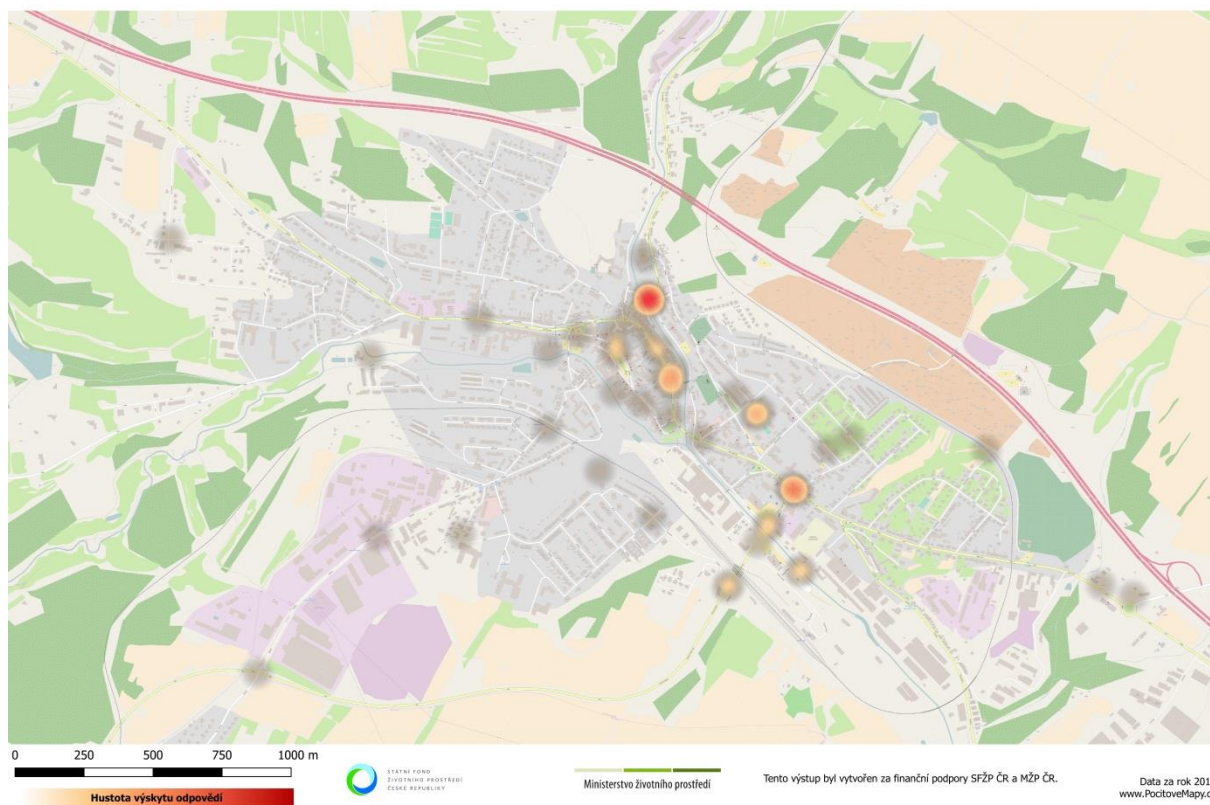 0 250 500 750 1000 m
Hustota výskytu odpovědí
STÁTNÍ FOND
ŽIVOTNÍHO PROSTŘEDÍ
ČESKÉ REPUBLIKY
Ministerstvo životního prostředí
Tento výstup byl vytvořen za finanční podpory SFŽP ČR a MŽP ČR.
Data za rok 201
www.PocitoveMapy.c